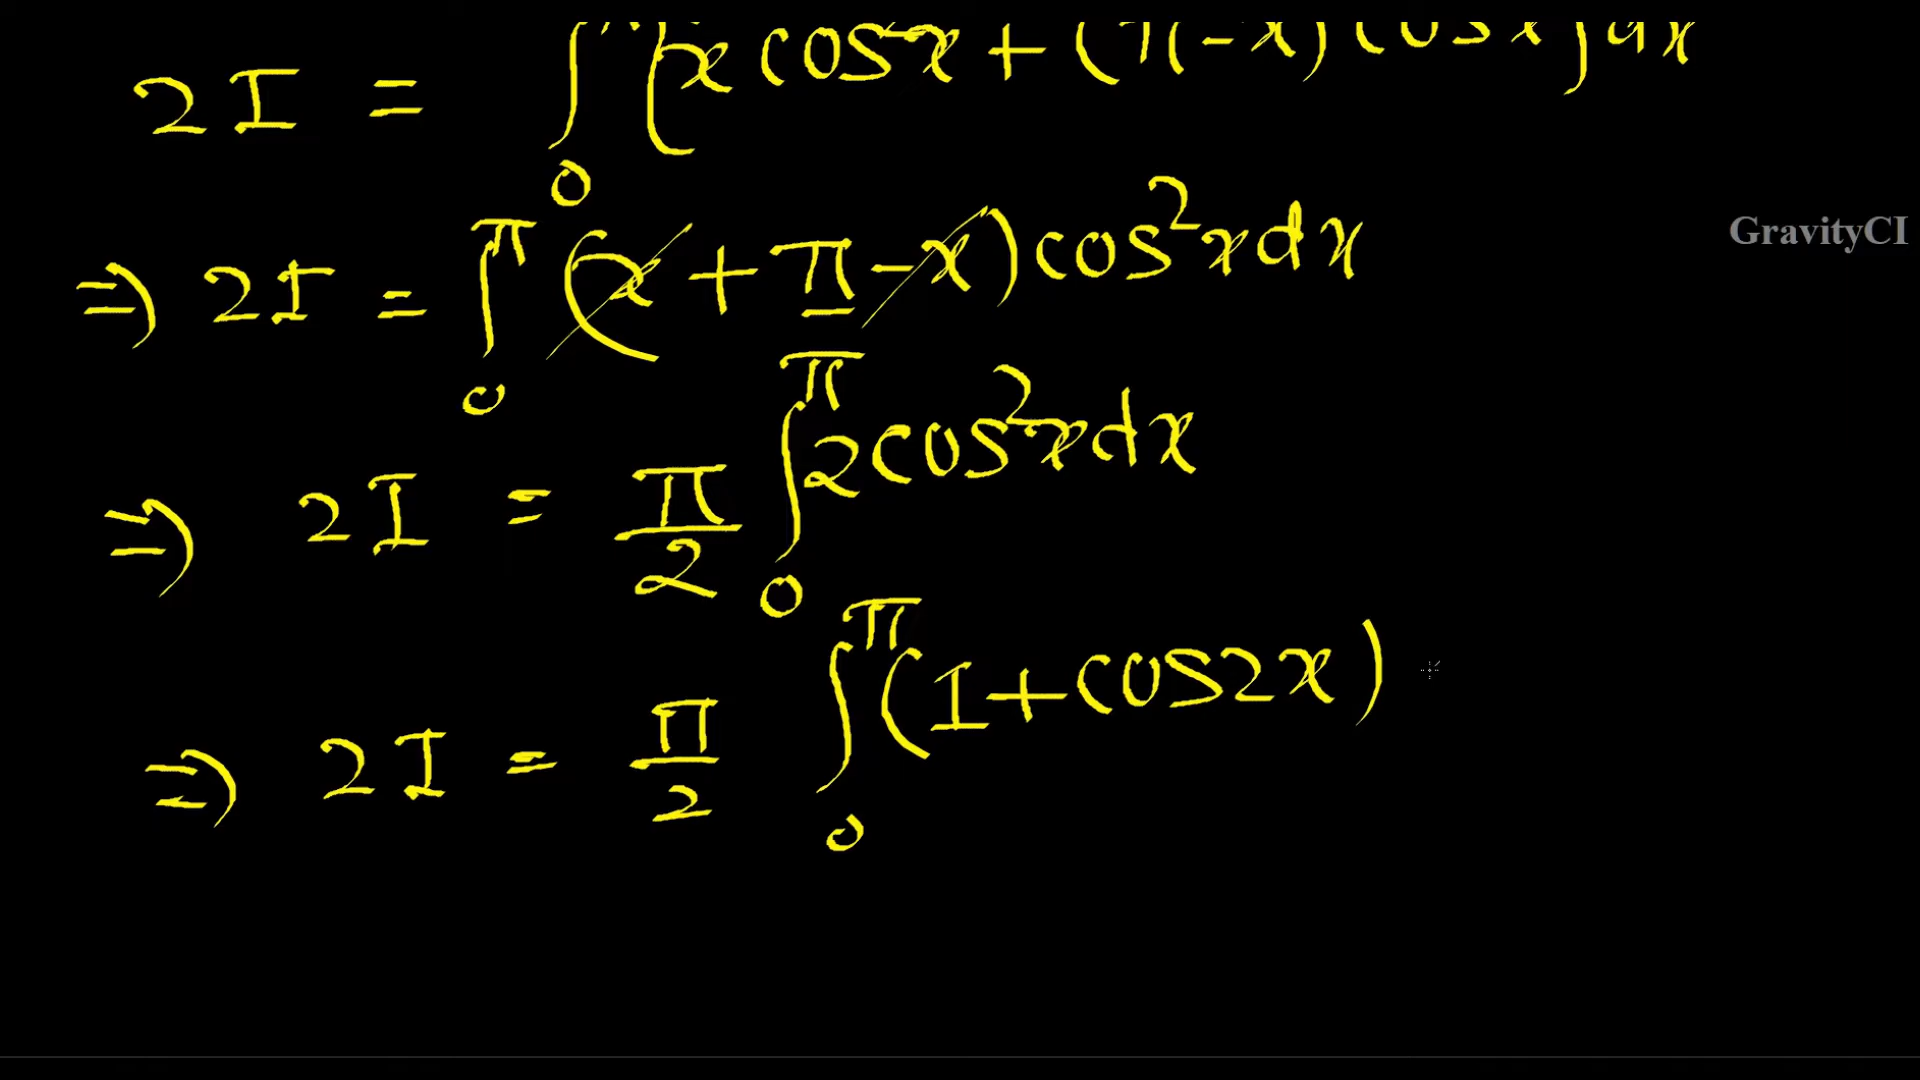 2I = ∫₀^π [x cos²x + (π-x) cos²x] dx
GravityCI
⇒ 2I = ∫₀^π (x + π - x) cos²x dx
⇒ 2I = π/2 ∫₀^π 2cos²x dx
⇒ 2I = π/2 ∫₀^π (1 + cos2x)